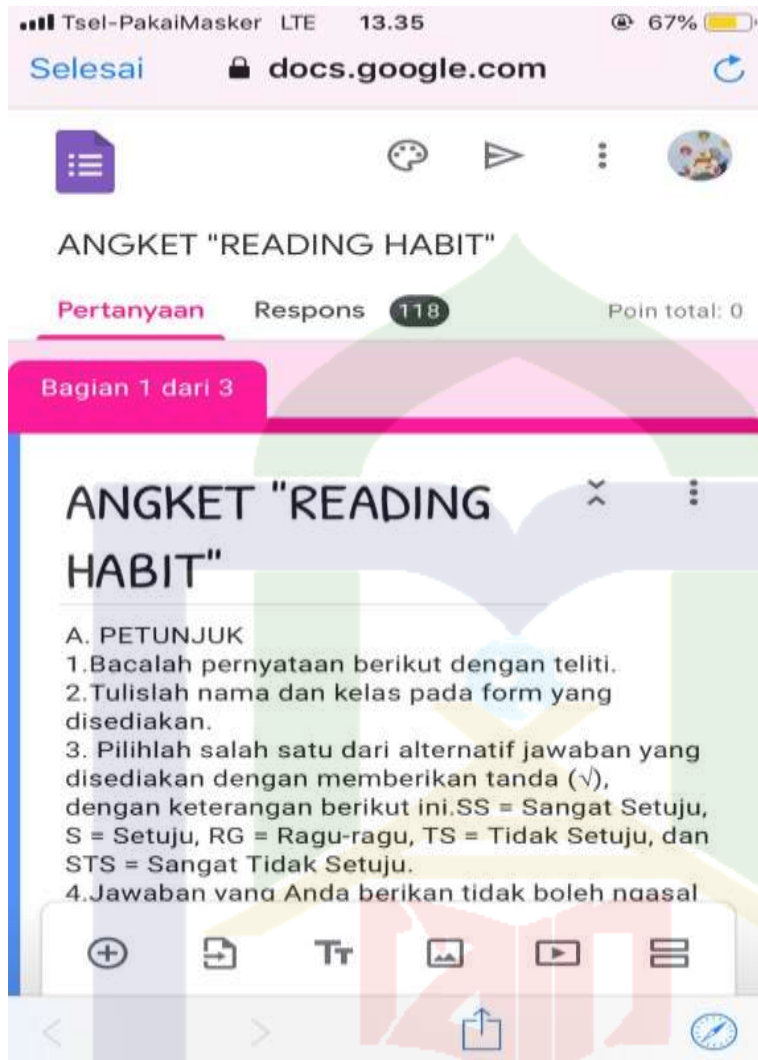 Tsel-PakaiMasker LTE 13.35 67%
Selesai docs.google.com
ANGKET "READING HABIT"
Pertanyaan Respons 118 Poin total: 0
Bagian 1 dari 3
ANGKET "READING
HABIT"
A. PETUNJUK
1.Bacalah pernyataan berikut dengan teliti.
2.Tulislah nama dan kelas pada form yang
disediakan.
3. Pilihlah salah satu dari alternatif jawaban yang
disediakan dengan memberikan tanda (√),
dengan keterangan berikut ini.SS = Sangat Setuju,
S = Setuju, RG = Ragu-ragu, TS = Tidak Setuju, dan
STS = Sangat Tidak Setuju.
4.Jawaban yang Anda berikan tidak boleh ngasal
Tт